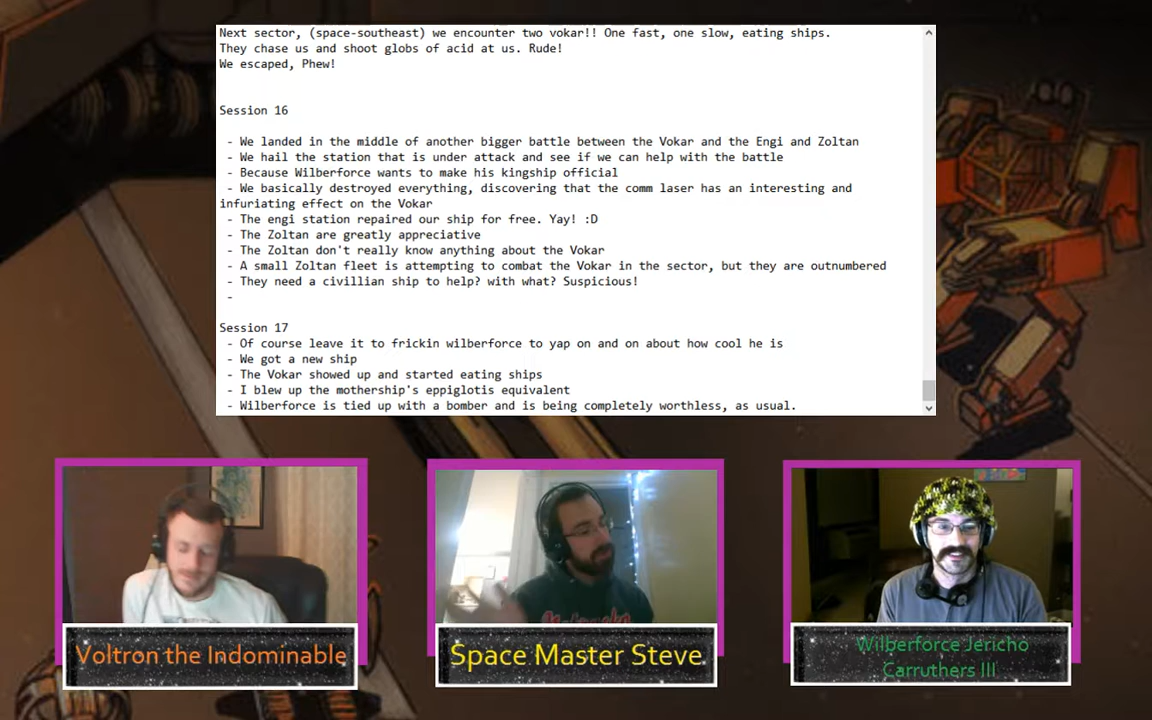 Next sector, (space-southeast) we encounter two vokar!! One fast, one slow, eating ships.
They chase us and shoot globs of acid at us. Rude!
We escaped, Phew!
Session 16
- We landed in the middle of another bigger battle between the Vokar and the Engi and Zoltan
- We hail the station that is under attack and see if we can help with the battle
- Because Wilberforce wants to make his kingship official
- We basically destroyed everything, discovering that the comm laser has an interesting and
infuriating effect on the Vokar
- The engi station repaired our ship for free. Yay! :D
- The Zoltan are greatly appreciative
- The Zoltan don't really know anything about the Vokar
- A small Zoltan fleet is attempting to combat the Vokar in the sector, but they are outnumbered
- They need a civillian ship to help? with what? Suspicious!
-
Session 17
- Of course leave it to frickin wilberforce to yap on and on about how cool he is
- We got a new ship
- The Vokar showed up and started eating ships
- I blew up the mothership's eppiglotis equivalent
- Wilberforce is tied up with a bomber and is being completely worthless, as usual.
Voltron the Indominable
Space Master Steve
Wilberforce Jericho
Carruthers III